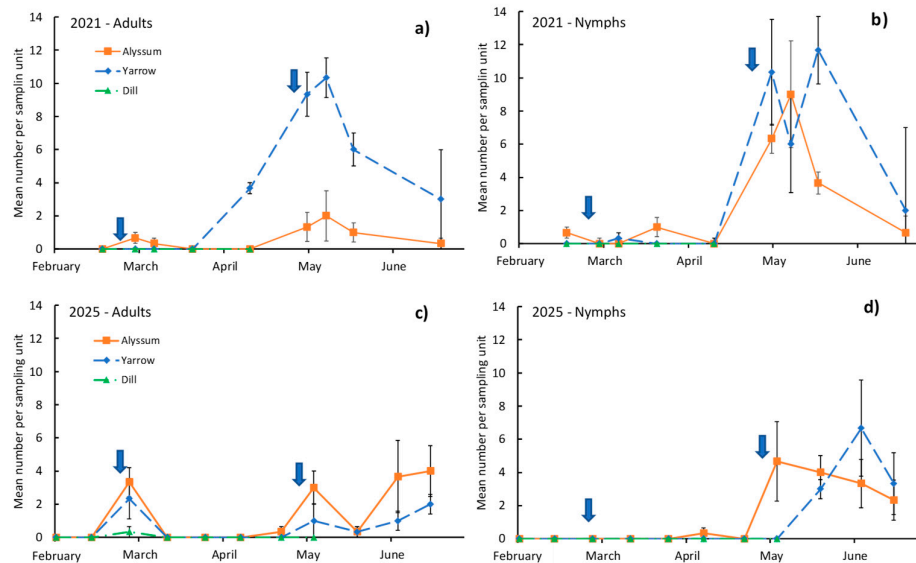 2021 - Adults
a)
Mean number per samplin unit
14
12
10
8
6
4
2
0
Alyssum
Yarrow
Dill
February March April May June
2021 - Nymphs
b)
Mean number per sampling unit
14
12
10
8
6
4
2
0
February March April May June
2025 - Adults
c)
Mean number per sampling unit
14
12
10
8
6
4
2
0
Alyssum
Yarrow
Dill
February March April May June
2025 - Nymphs
d)
Mean number per sampling unit
14
12
10
8
6
4
2
0
February March April May June